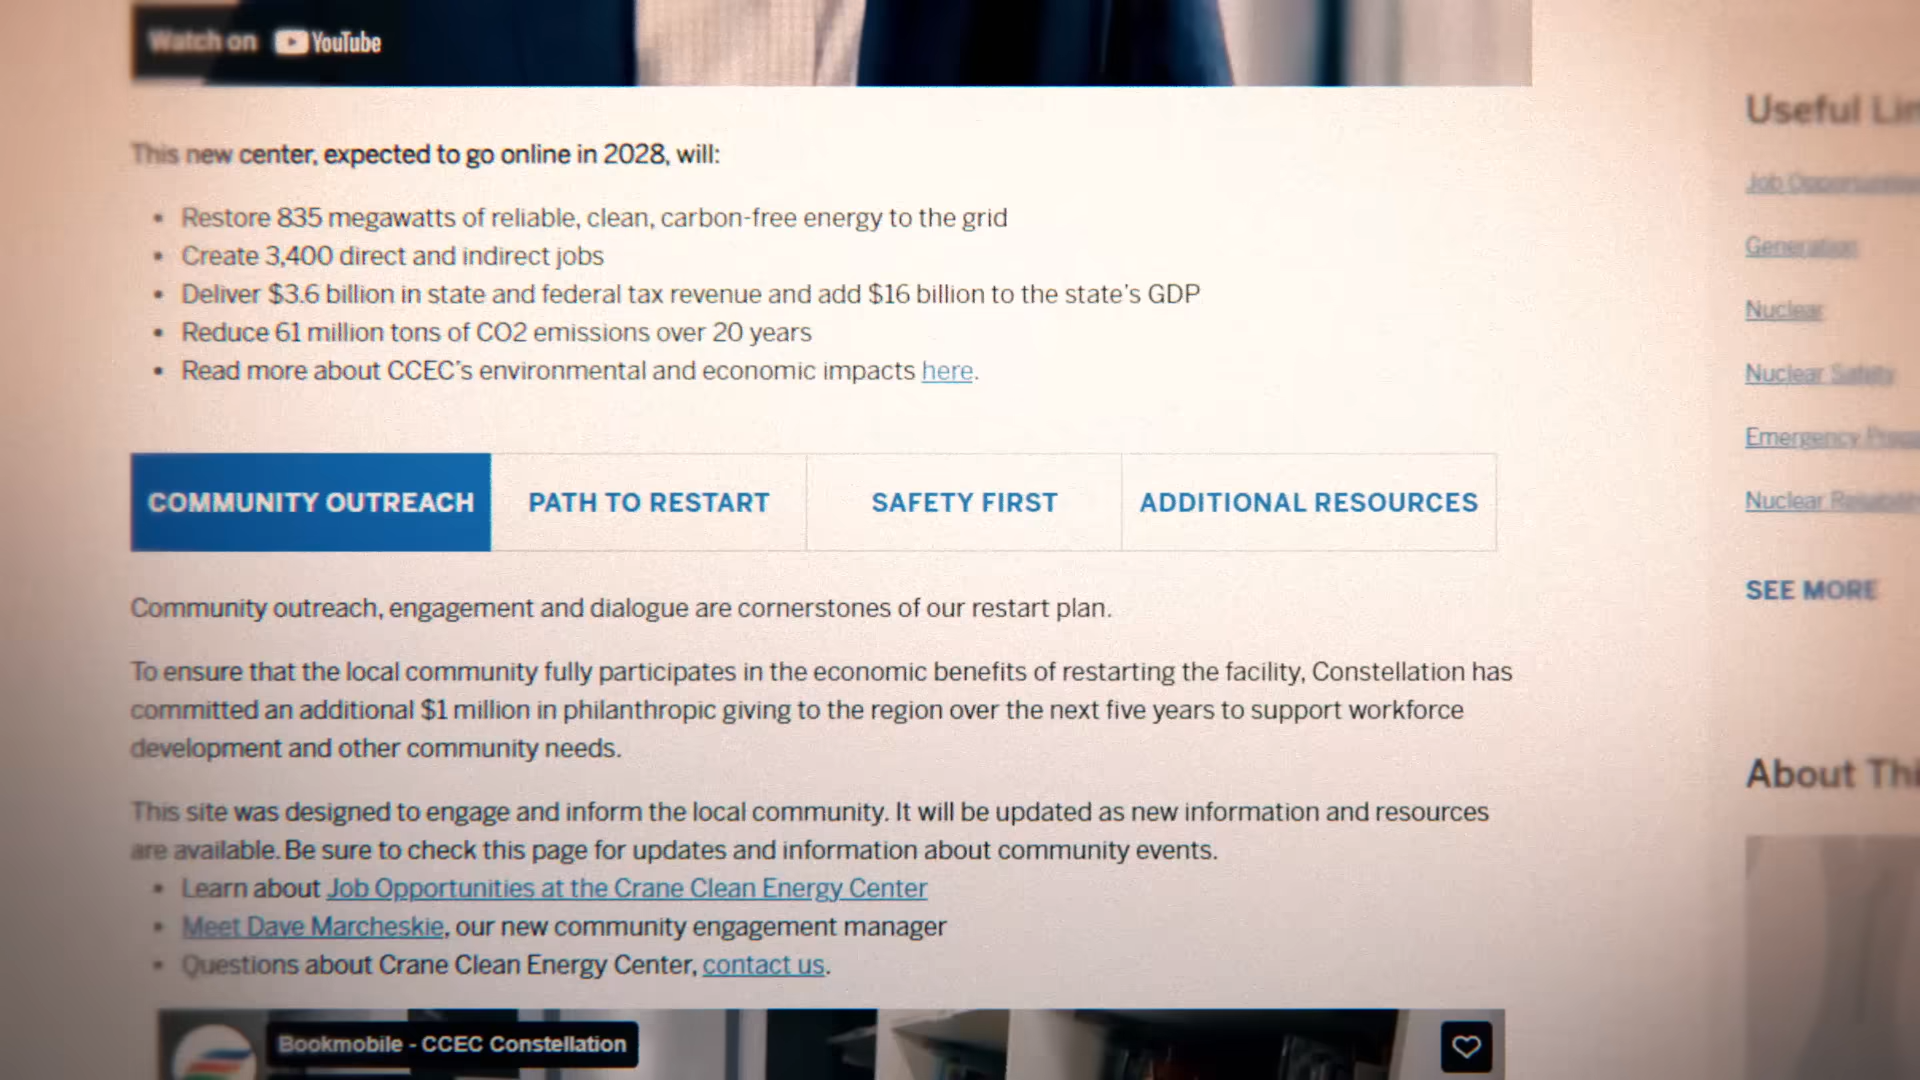 Watch on YouTube
This new center, expected to go online in 2028, will:
• Restore 835 megawatts of reliable, clean, carbon-free energy to the grid
• Create 3,400 direct and indirect jobs
• Deliver $3.6 billion in state and federal tax revenue and add $16 billion to the state's GDP
• Reduce 61 million tons of CO2 emissions over 20 years
• Read more about CCEC's environmental and economic impacts here.
COMMUNITY OUTREACH PATH TO RESTART SAFETY FIRST ADDITIONAL RESOURCES
Community outreach, engagement and dialogue are cornerstones of our restart plan.
To ensure that the local community fully participates in the economic benefits of restarting the facility, Constellation has
committed an additional $1 million in philanthropic giving to the region over the next five years to support workforce
development and other community needs.
This site was designed to engage and inform the local community. It will be updated as new information and resources
are available. Be sure to check this page for updates and information about community events.
• Learn about Job Opportunities at the Crane Clean Energy Center
• Meet Dave Marcheskie, our new community engagement manager
• Questions about Crane Clean Energy Center, contact us.
Bookmobile - CCEC Constellation
Useful
Job
Generation
Nuclear
Nuclear Safety
Emergency
Nuclear
SEE MORE
About